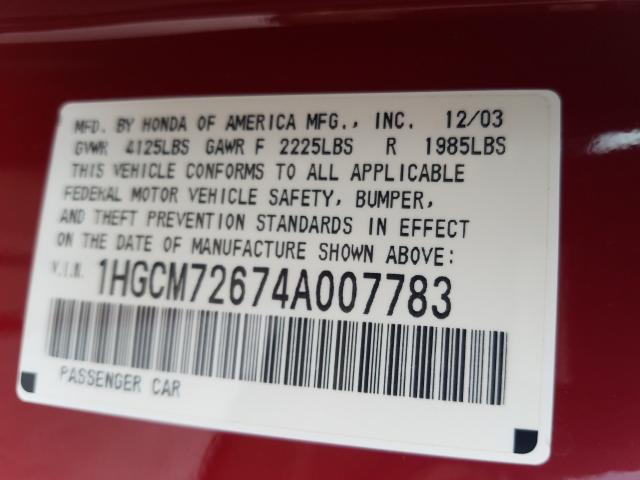 MFD. BY HONDA OF AMERICA MFG., INC. 12/03
GVWR 4125LBS GAWR F 2225LBS R 1985LBS
THIS VEHICLE CONFORMS TO ALL APPLICABLE
FEDERAL MOTOR VEHICLE SAFETY, BUMPER,
AND THEFT PREVENTION STANDARDS IN EFFECT
ON THE DATE OF MANUFACTURE SHOWN ABOVE:
V.I.N. 1HGCM72674A007783
PASSENGER CAR